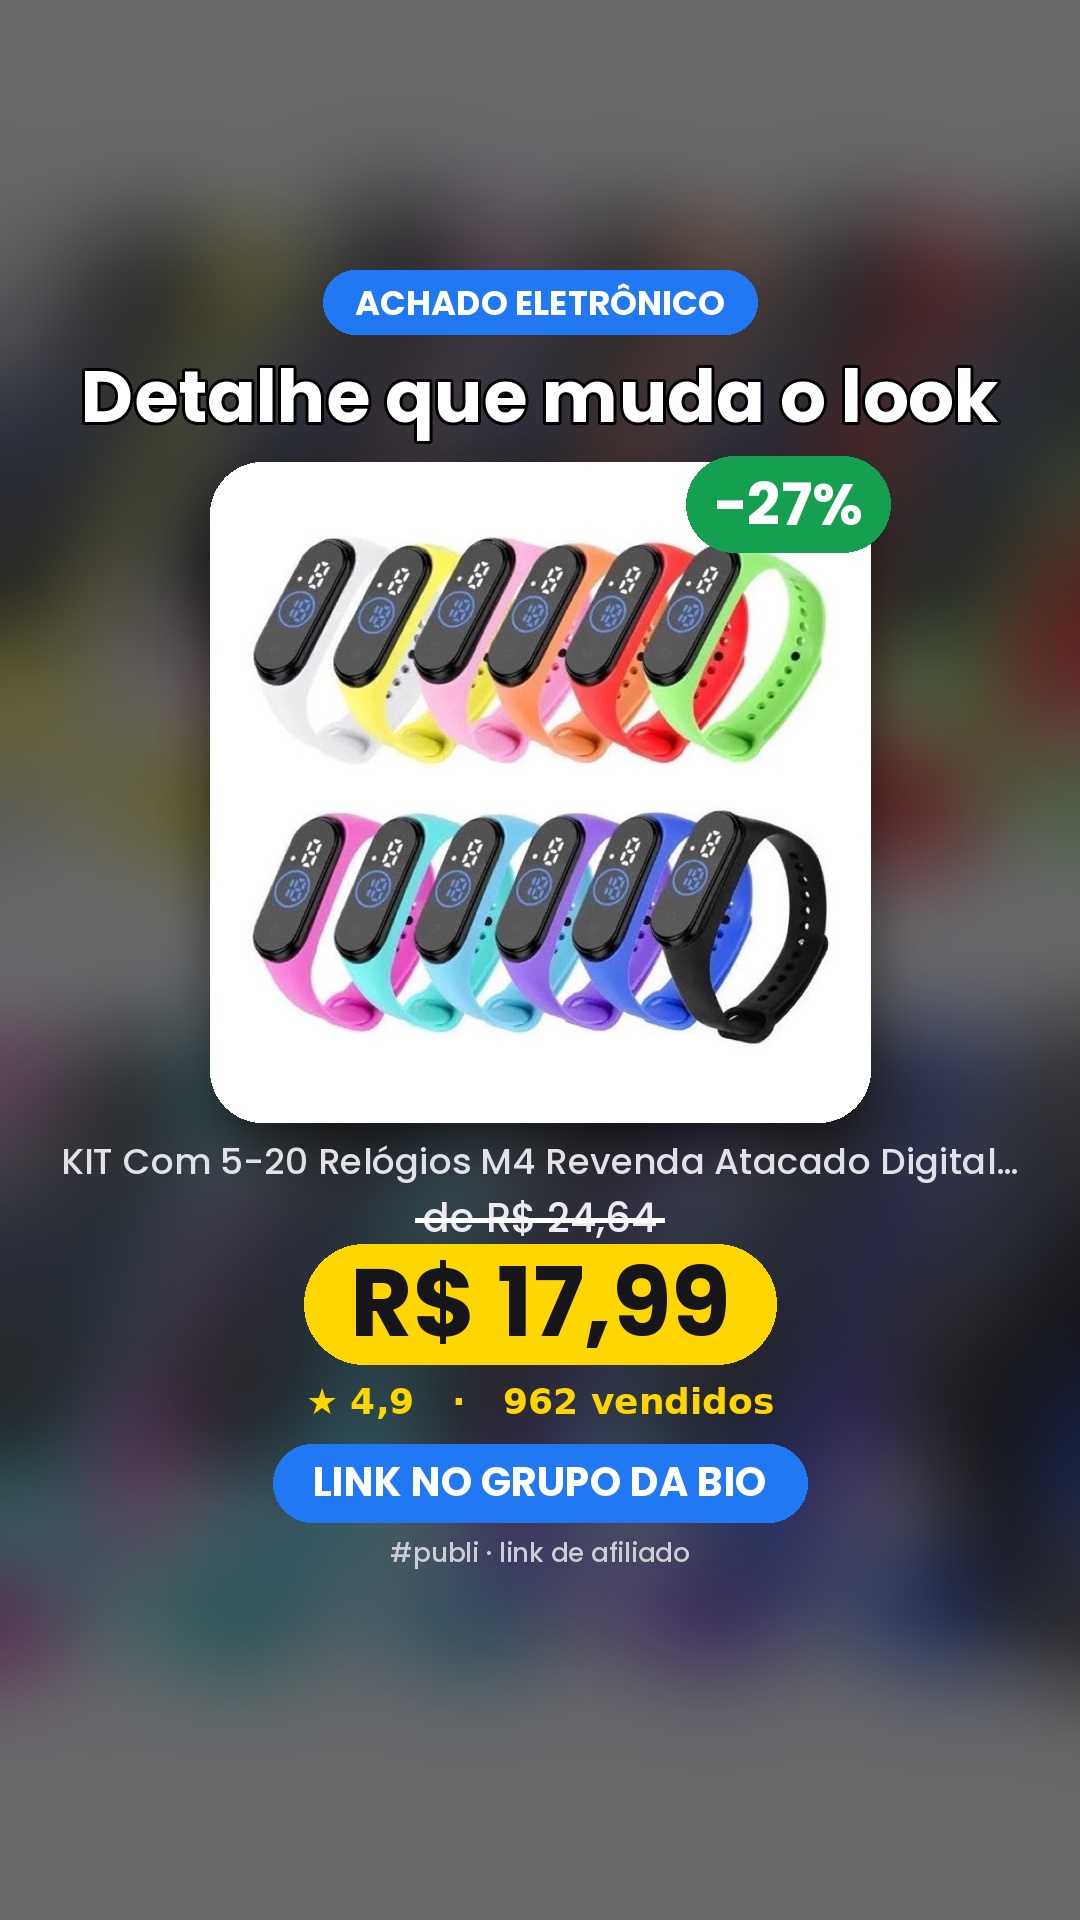 ACHADO ELETRÔNICO
Detalhe que muda o look
-27%
KIT Com 5-20 Relógios M4 Revenda Atacado Digital...
de R$ 24,64
R$ 17,99
★ 4,9 · 962 vendidos
LINK NO GRUPO DA BIO
#publi · link de afiliado